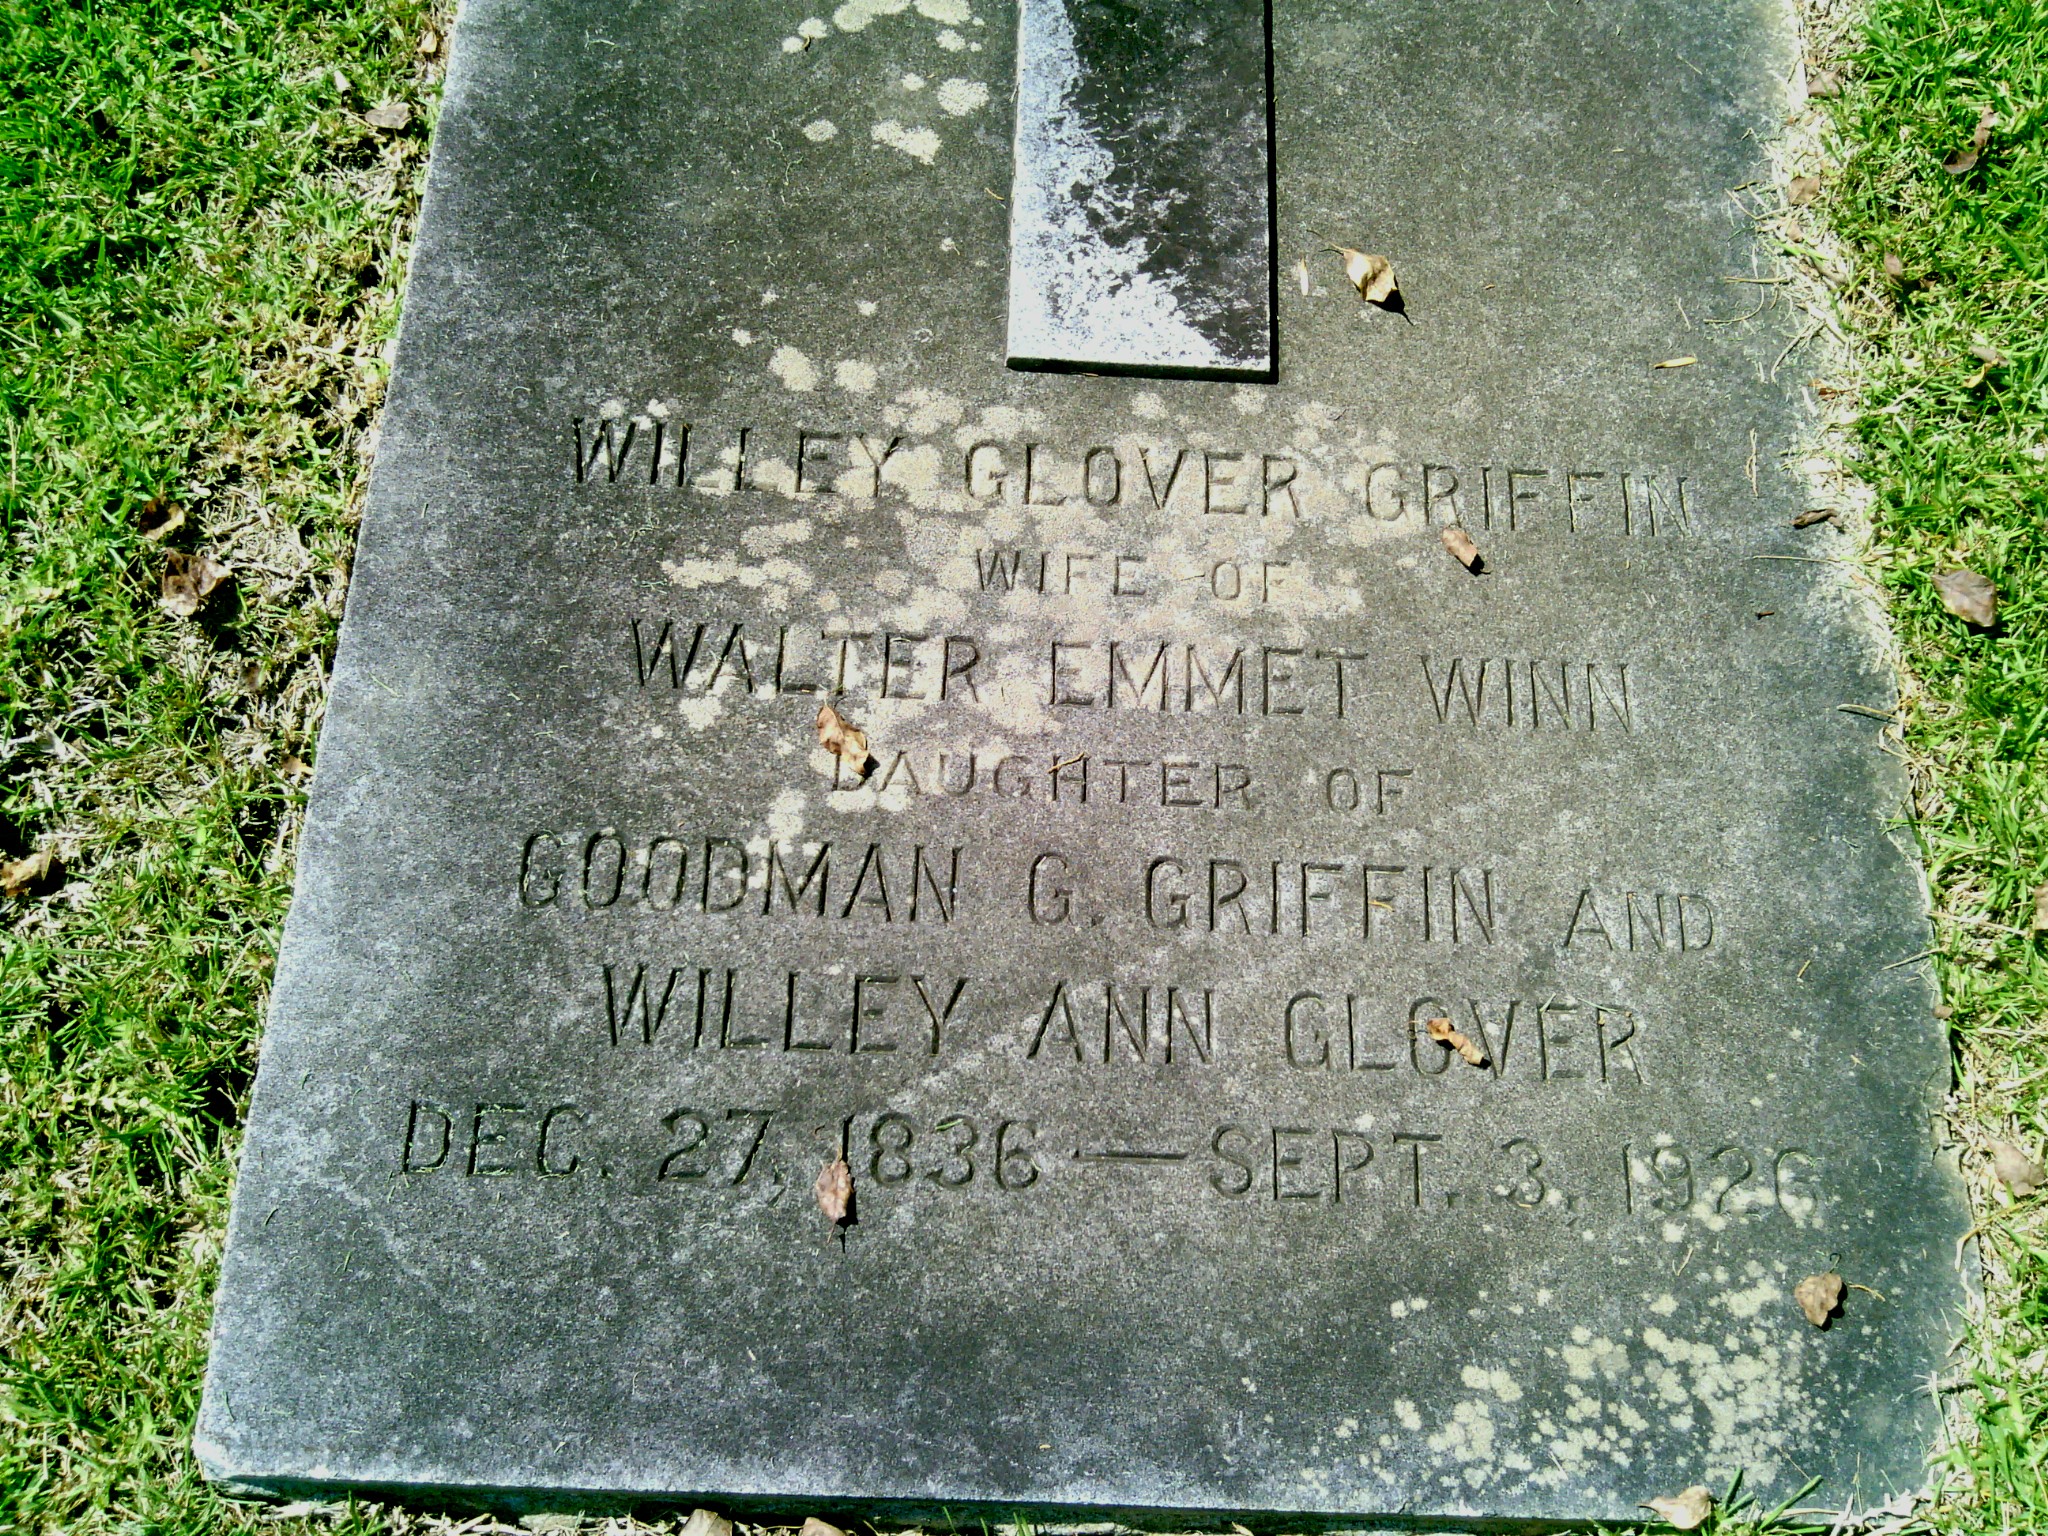 WILLEY GLOVER GRIFFIN
WIFE OF
WALTER EMMET WINN
DAUGHTER OF
GOODMAN G. GRIFFIN AND
WILLEY ANN GLOVER
DEC. 27, 1836 — SEPT. 3, 1926